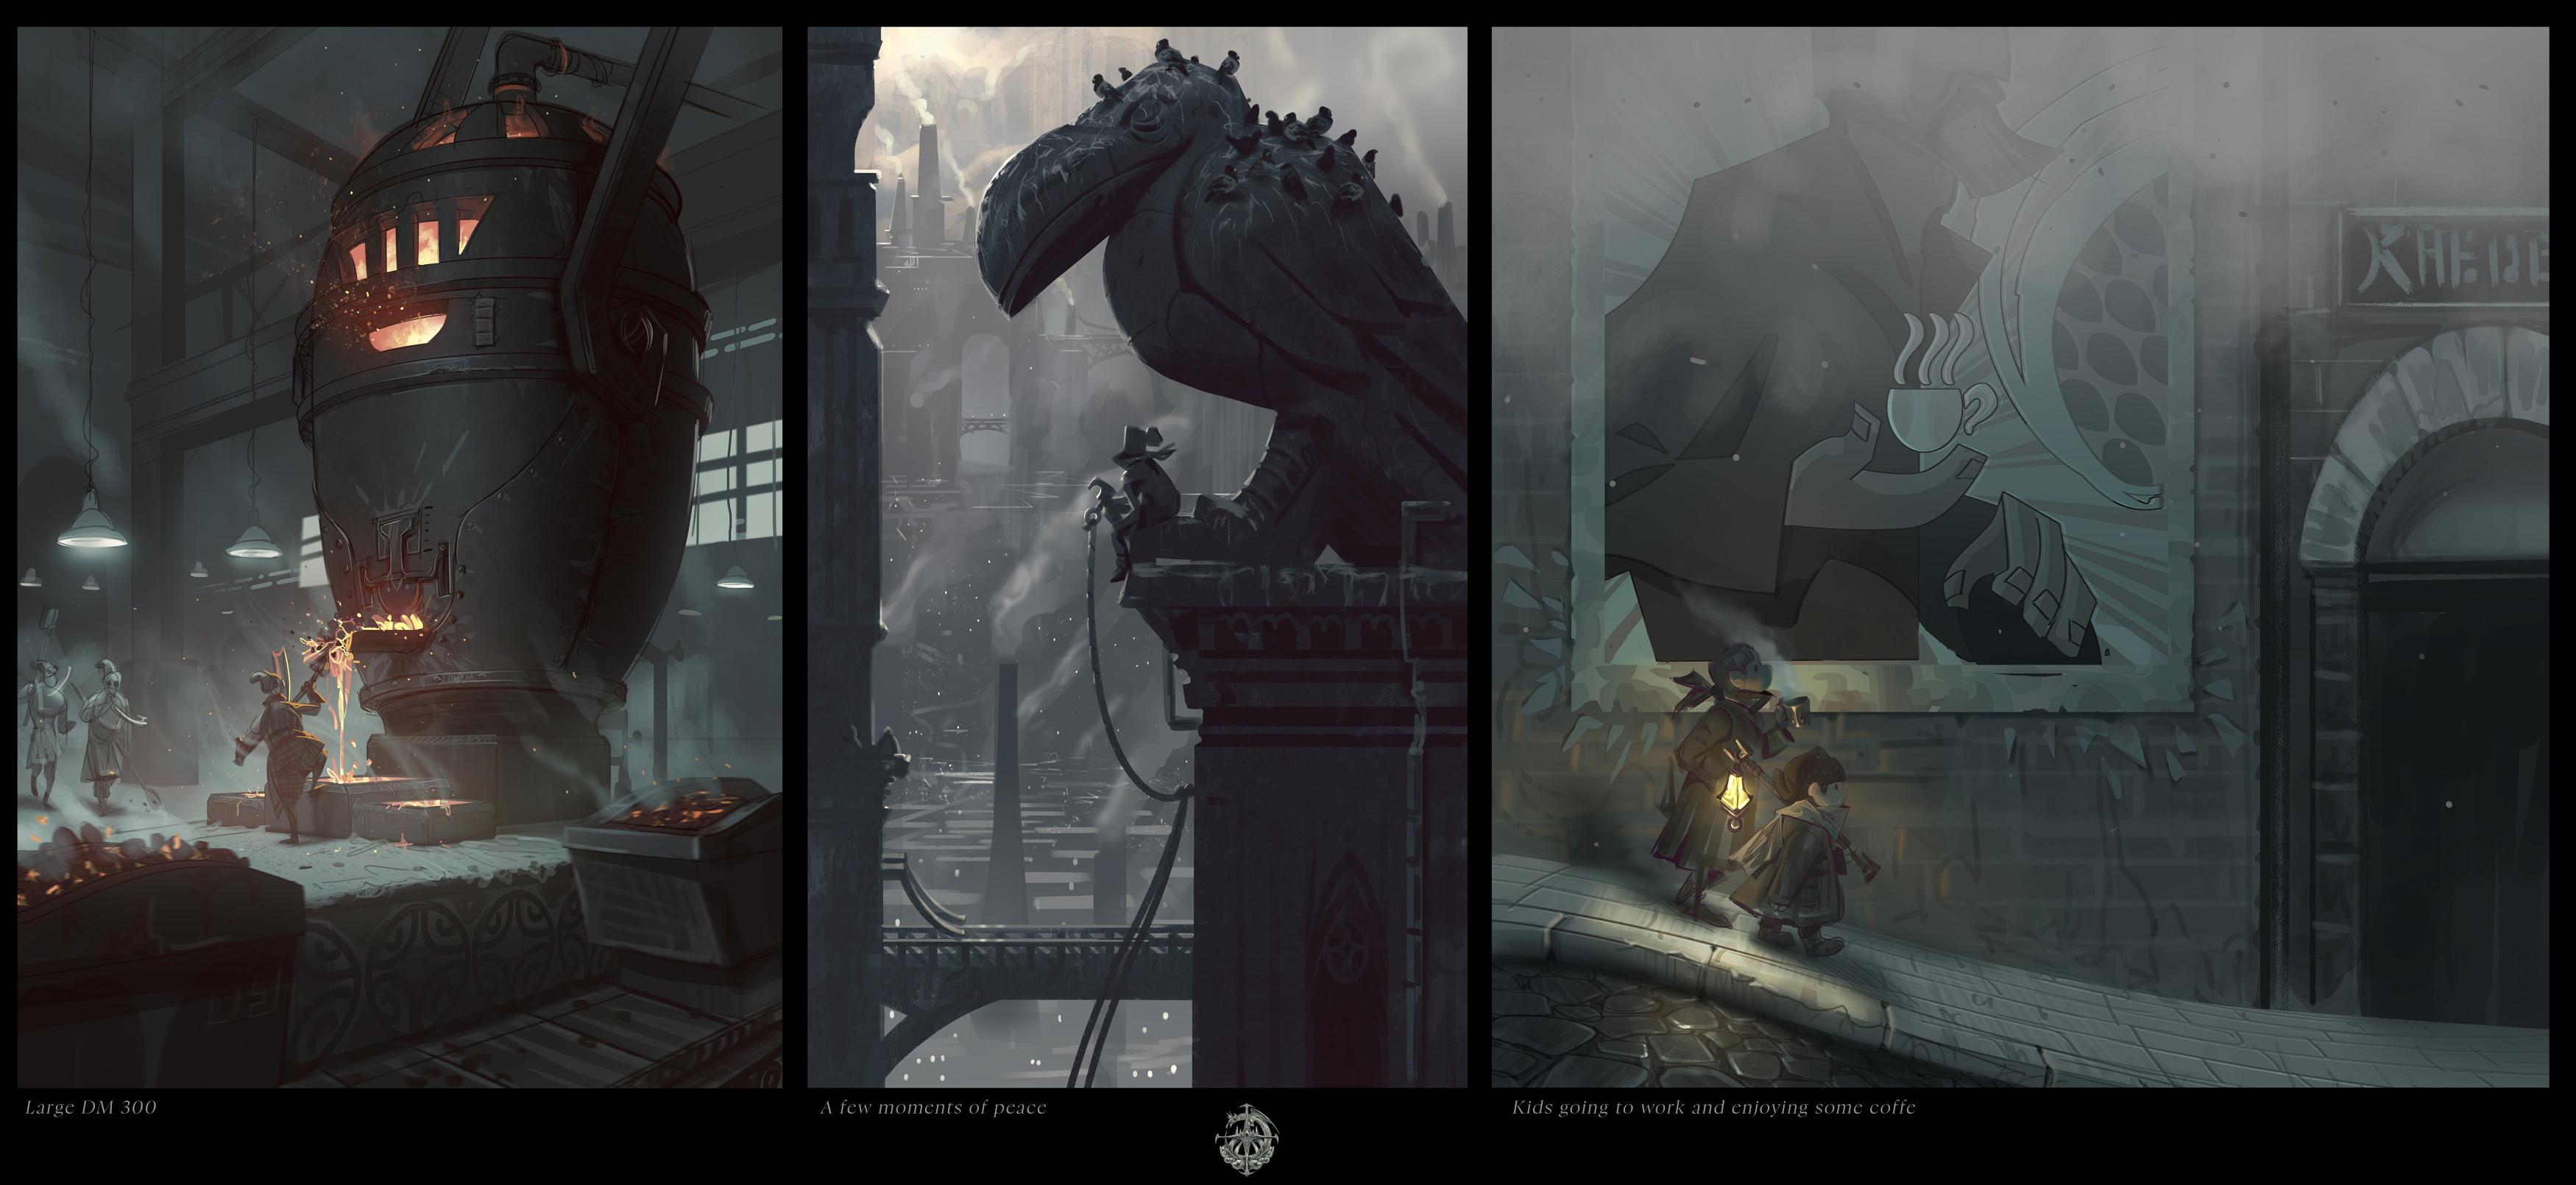 Large DM 300
A few moments of peace
Kids going to work and enjoying some coffe